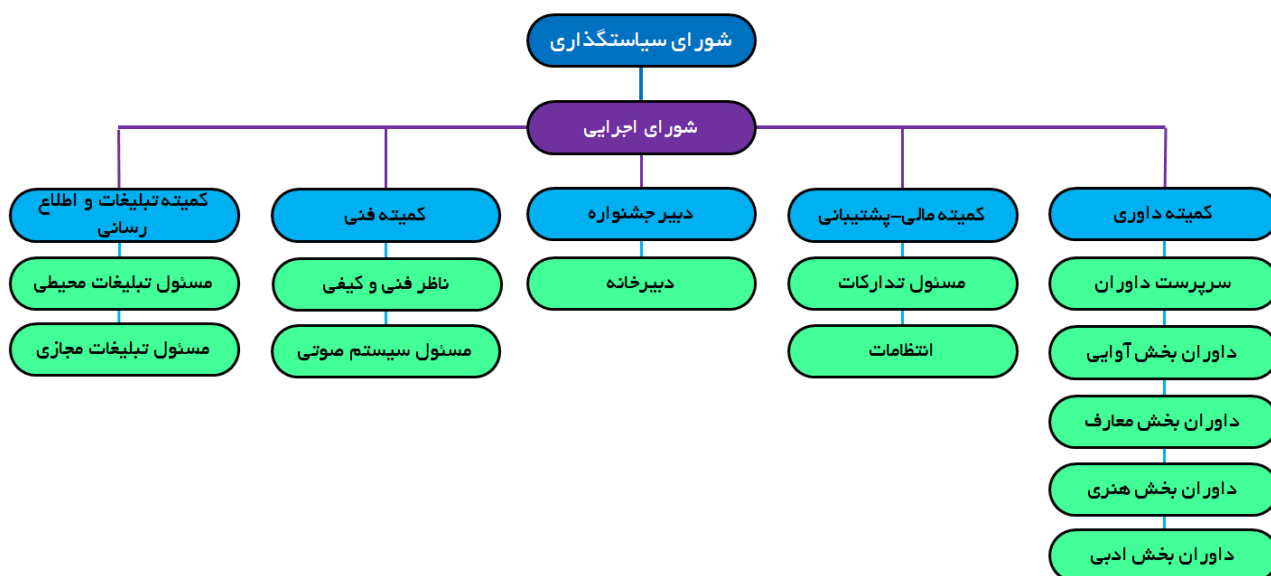 شورای سیاستگذاری
شورای اجرایی
کمیته داوری
کمیته مالی-پشتیبانی
دبیر جشنواره
کمیته فنی
کمیته تبلیغات و اطلاع
رسانی
سرپرست داوران
مسئول تدارکات
دبیرخانه
ناظر فنی و کیفی
مسئول تبلیغات محیطی
داوران بخش آوایی
انتظامات
مسئول سیستم صوتی
مسئول تبلیغات مجازی
داوران بخش معارف
داوران بخش هنری
داوران بخش ادبی